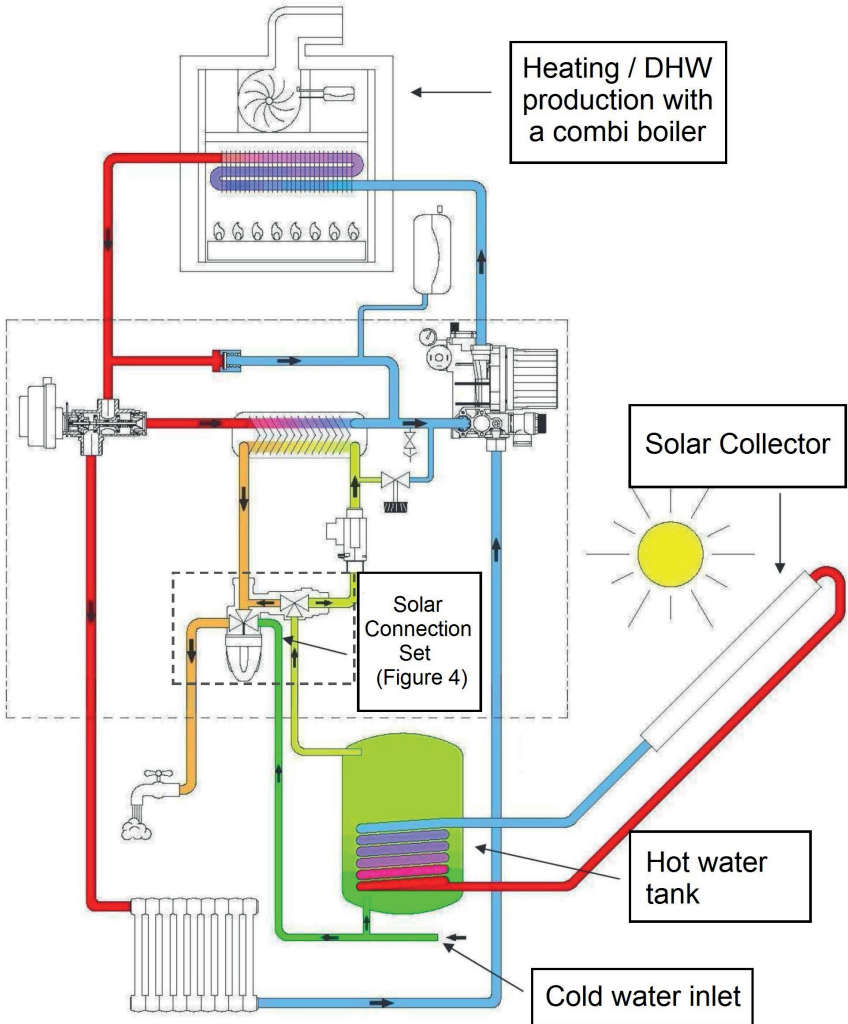 Heating / DHW
production with
a combi boiler
Solar Collector
Solar
Connection
Set
(Figure 4)
Hot water
tank
Cold water inlet